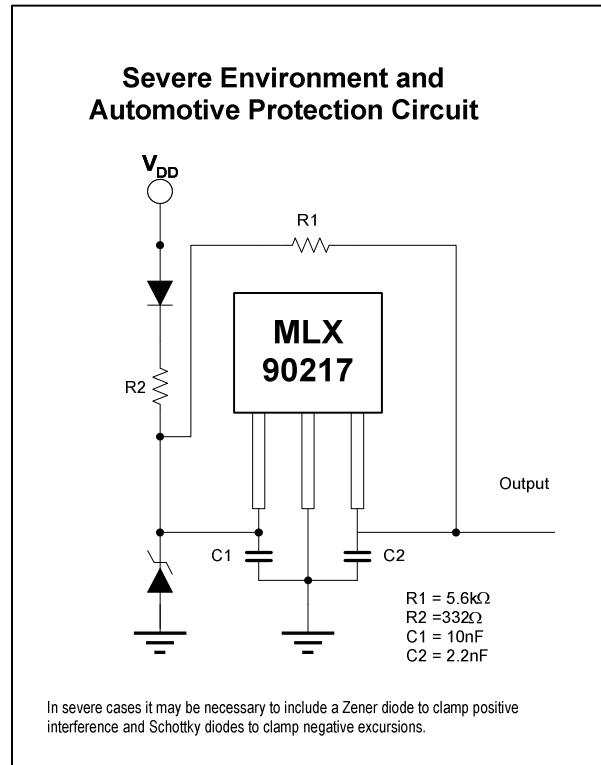 Severe Environment and
Automotive Protection Circuit
VDD
R1
MLX
90217
R2
Output
C1
C2
R1 = 5.6kΩ
R2 =332Ω
C1 = 10nF
C2 = 2.2nF
In severe cases it may be necessary to include a Zener diode to clamp positive
interference and Schottky diodes to clamp negative excursions.